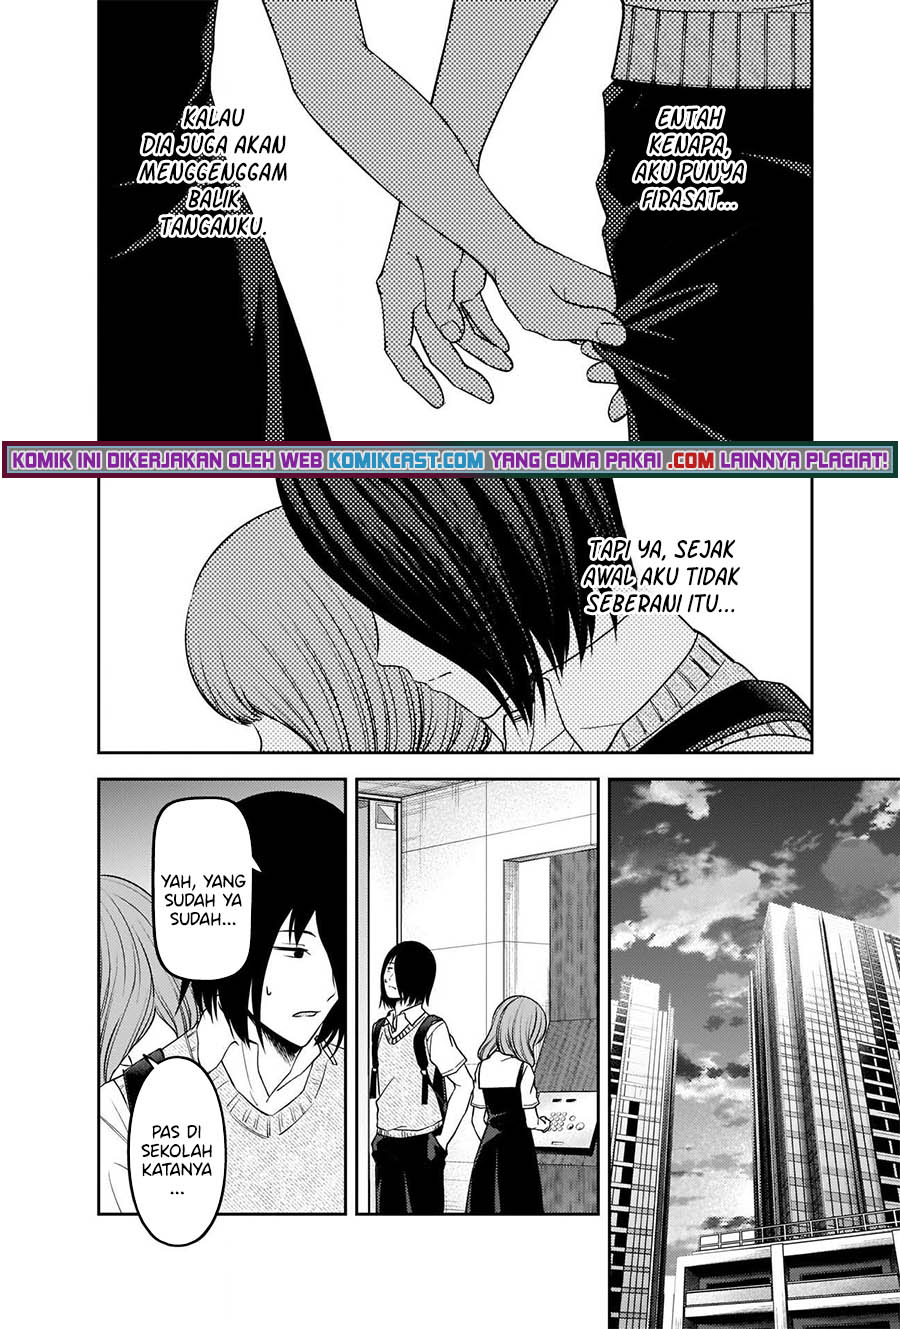 ENTAH
KENAPA,
AKU PUNYA
FIRASAT...
KALAU
DIA JUGA AKAN
MENGGENGGAM
BALIK
TANGANKU.
KOMIK INI DIKERJAKAN OLEH WEB KOMIKCAST.COM YANG CUMA PAKAI .COM LAINNYA PLAGIAT!
TAPI YA, SEJAK
AWAL AKU TIDAK
SEBERANI ITU...
YAH, YANG
SUDAH YA
SUDAH...
PAS DI
SEKOLAH
KATANYA
...